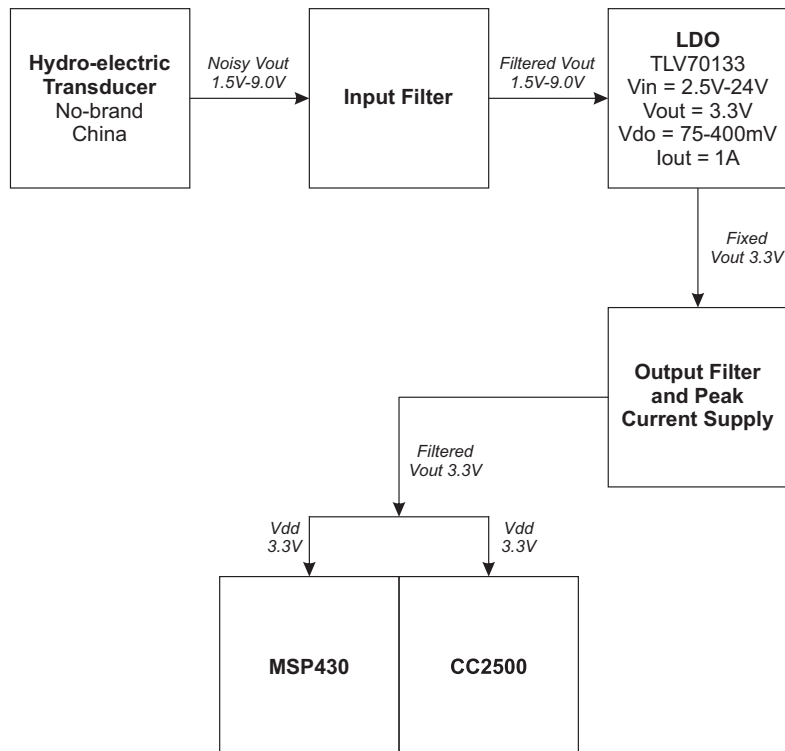 Hydro-electric
Transducer
No-brand
China
Noisy Vout
1.5V-9.0V
Input Filter
Filtered Vout
1.5V-9.0V
LDO
TLV70133
Vin = 2.5V-24V
Vout = 3.3V
Vdo = 75-400mV
Iout = 1A
Fixed
Vout 3.3V
Output Filter
and Peak
Current Supply
Filtered
Vout 3.3V
Vdd
3.3V
Vdd
3.3V
MSP430
CC2500